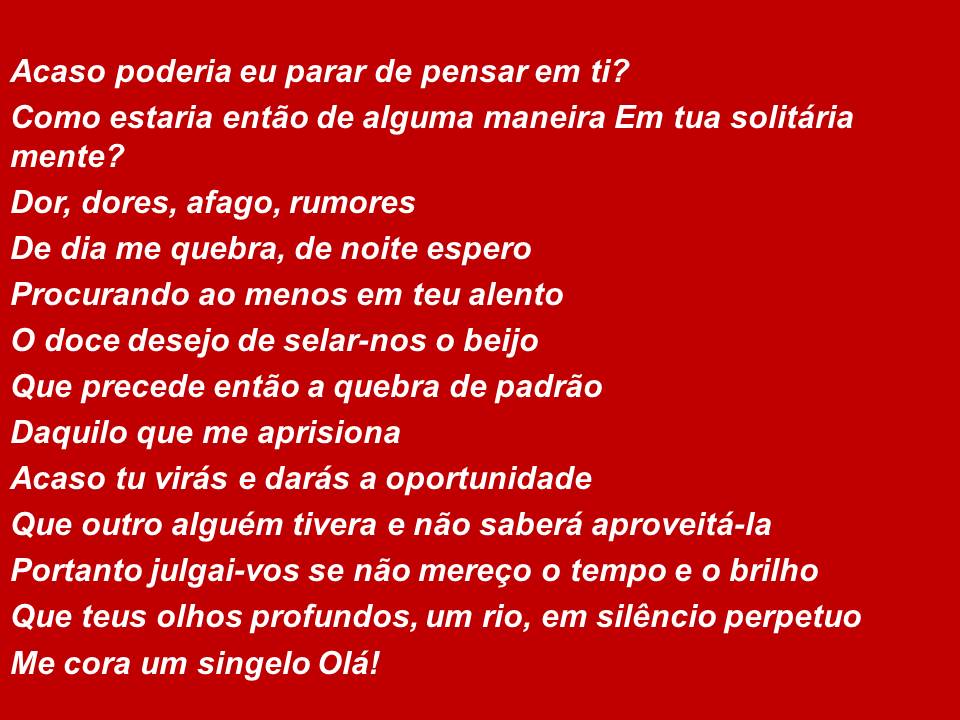 Acaso poderia eu parar de pensar em ti?
Como estaria então de alguma maneira Em tua solitária
mente?
Dor, dores, afago, rumores
De dia me quebra, de noite espero
Procurando ao menos em teu alento
O doce desejo de selar-nos o beijo
Que precede então a quebra de padrão
Daquilo que me aprisiona
Acaso tu virás e darás a oportunidade
Que outro alguém tivera e não saberá aproveitá-la
Portanto julgai-vos se não mereço o tempo e o brilho
Que teus olhos profundos, um rio, em silêncio perpetuo
Me cora um singelo Olá!